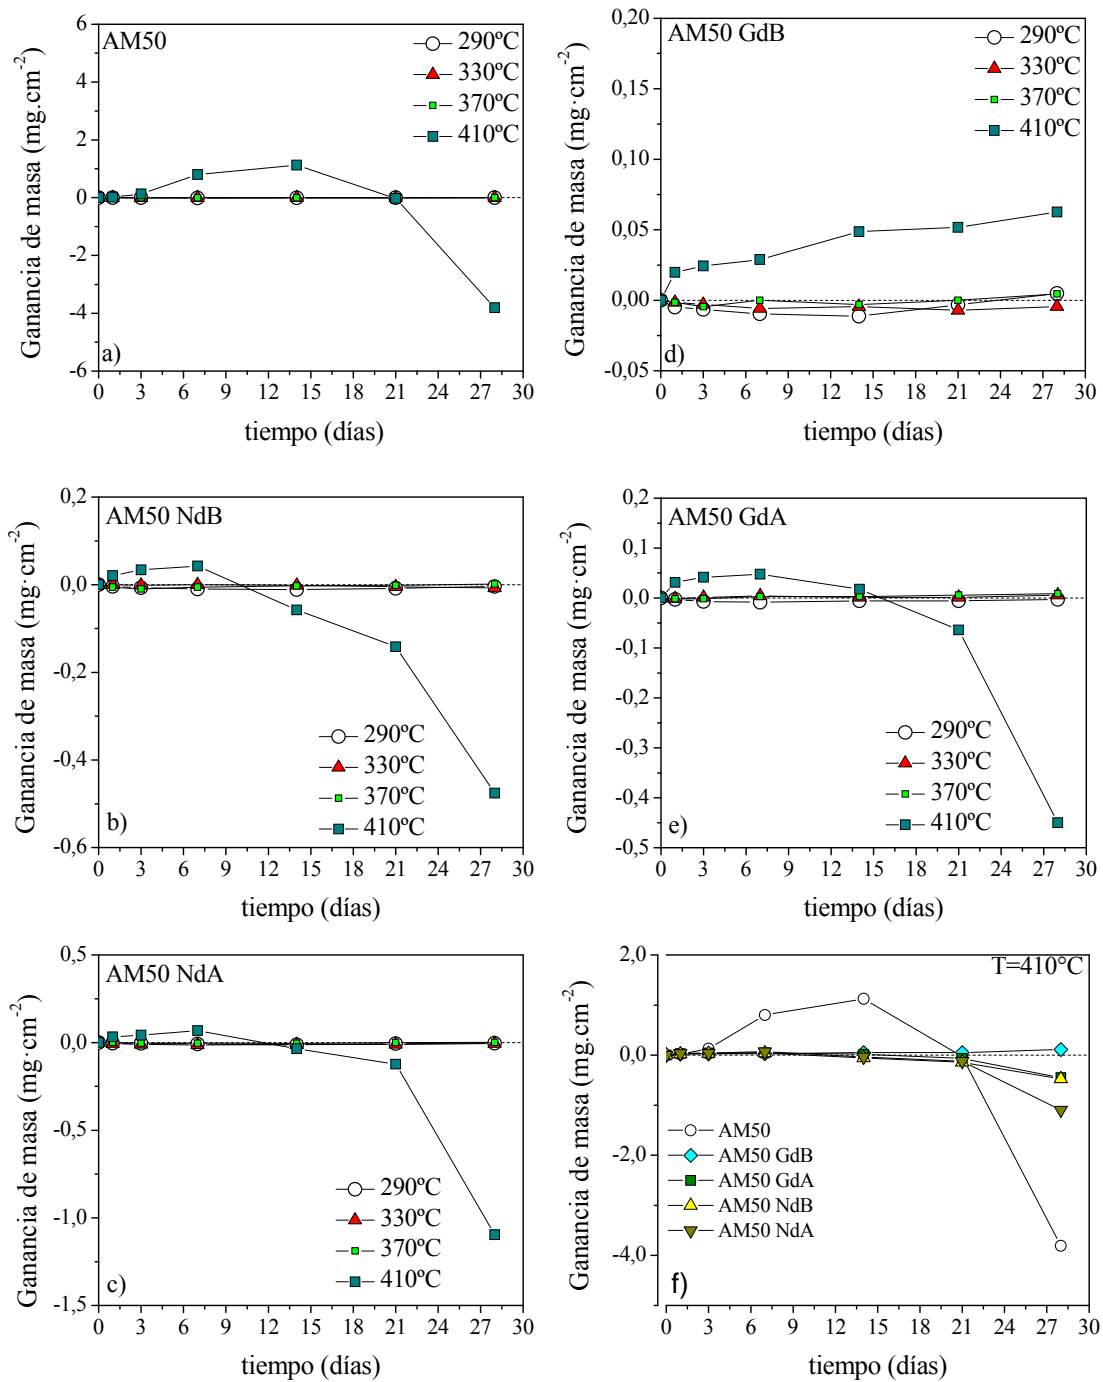 AM50
290ºC
330ºC
370ºC
410ºC
6
4
2
0
-2
-4
-6
Ganancia de masa (mg.cm-2)
a)
0 3 6 9 12 15 18 21 24 27 30
tiempo (días)
AM50 GdB
290ºC
330ºC
370ºC
410ºC
0,20
0,15
0,10
0,05
0,00
-0,05
Ganancia de masa (mg·cm-2)
d)
0 3 6 9 12 15 18 21 24 27 30
tiempo (días)
AM50 NdB
0,2
0,0
-0,2
-0,4
-0,6
Ganancia de masa (mg·cm-2)
290ºC
330ºC
370ºC
410ºC
b)
0 3 6 9 12 15 18 21 24 27 30
tiempo (días)
AM50 GdA
0,2
0,1
0,0
-0,1
-0,2
-0,3
-0,4
-0,5
Ganancia de masa (mg·cm-2)
290ºC
330ºC
370ºC
410ºC
e)
0 3 6 9 12 15 18 21 24 27 30
tiempo (días)
AM50 NdA
0,5
0,0
-0,5
-1,0
-1,5
Ganancia de masa (mg·cm-2)
290ºC
330ºC
370ºC
410ºC
c)
0 3 6 9 12 15 18 21 24 27 30
tiempo (días)
T=410°C
2,0
0,0
-2,0
-4,0
Ganancia de masa (mg.cm-2)
AM50
AM50 GdB
AM50 GdA
AM50 NdB
AM50 NdA
f)
0 3 6 9 12 15 18 21 24 27 30
tiempo (días)